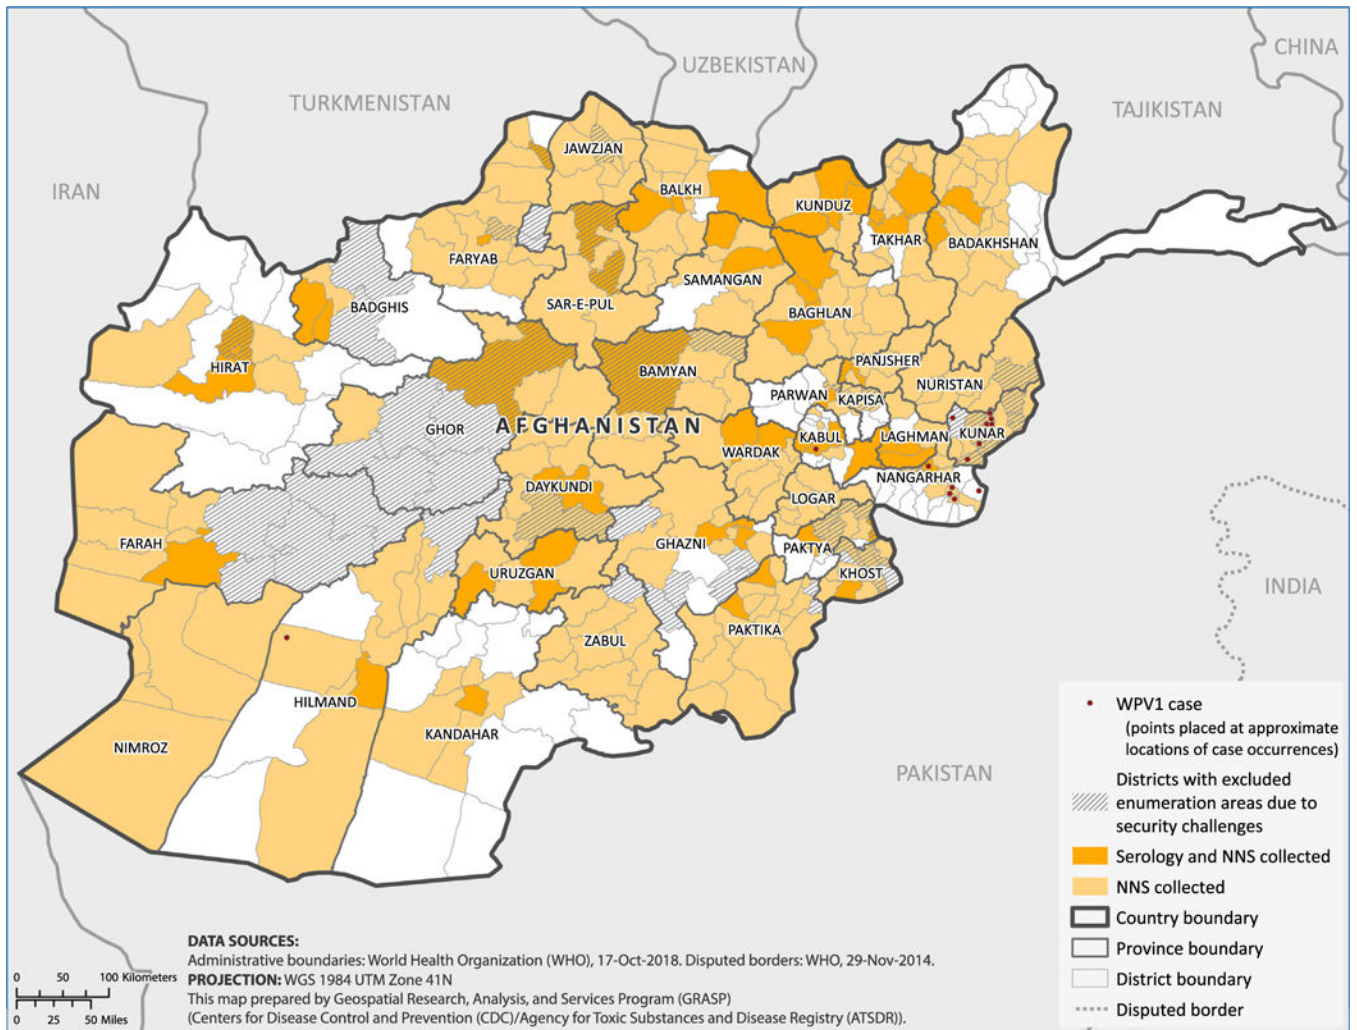 CHINA
UZBEKISTAN
TURKMENISTAN
TAJIKISTAN
IRAN
JAWZJAN
BALKH
KUNDUZ
TAKHAR
BADAKHSHAN
FARYAB
SAMANGAN
BADGHIS
SAR-E-PUL
BAGHLAN
HIRAT
BAMYAN
PANJSHER
NURISTAN
PARWAN
KAPISA
GHOR
AFGHANISTAN
KABUL
LAGHMAN
KUNAR
WARDAK
NANGARHAR
DAYKUNDI
LOGAR
FARAH
GHAZNI
PAKTYA
URUZGAN
KHOST
INDIA
ZABUL
PAKTIKA
HILMAND
KANDAHAR
NIMROZ
PAKISTAN
WPV1 case
(points placed at approximate
locations of case occurrences)
Districts with excluded
enumeration areas due to
security challenges
Serology and NNS collected
NNS collected
Country boundary
Province boundary
District boundary
Disputed border
DATA SOURCES:
Administrative boundaries: World Health Organization (WHO), 17-Oct-2018. Disputed borders: WHO, 29-Nov-2014.
PROJECTION: WGS 1984 UTM Zone 41N
This map prepared by Geospatial Research, Analysis, and Services Program (GRASP)
(Centers for Disease Control and Prevention (CDC)/Agency for Toxic Substances and Disease Registry (ATSDR)).
0 50 100 Kilometers
0 25 50 Miles